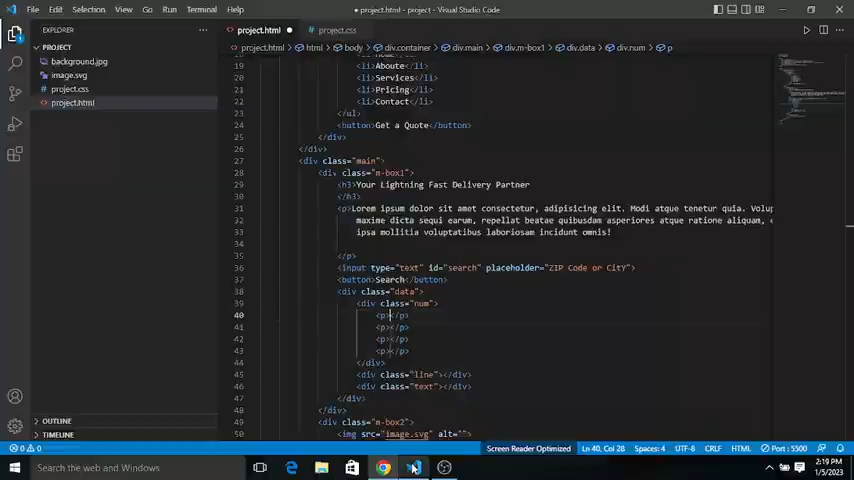 File Edit Selection View Go Run Terminal Help
project.html - project - Visual Studio Code
EXPLORER
PROJECT
background.jpg
image.svg
project.css
project.html
OUTLINE
TIMELINE
project.html
project.css
project.html > html > body > div.container > div.main > div.m-box1 > div.data > div.num > p
19 <li>Aboute</li>
20 <li>Services</li>
21 <li>Pricing</li>
22 <li>Contact</li>
23 </ul>
24 <button>Get a Quote</button>
25 </div>
26 </div>
27 <div class="main">
28 <div class="m-box1">
29 <h3>Your Lightning Fast Delivery Partner
30 </h3>
31 <p>Lorem ipsum dolor sit amet consectetur, adipisicing elit. Modi atque tenetur quia. Volup
32 maxime dicta sequi earum, repellat beatae quibusdam asperiores atque ratione aliquam, e
33 ipsa mollitia voluptatibus laboriosam incidunt omnis!
34
35 </p>
36 <input type="text" id="search" placeholder="ZIP Code or CitY">
37 <button>Search</button>
38 <div class="data">
39 <div class="num">
40 <p></p>
41 <p></p>
42 <p></p>
43 <p></p>
44 </div>
45 <div class="line"></div>
46 <div class="text"></div>
47 </div>
48 </div>
49 <div class="m-box2">
50 <img src="image.svg" alt="">
0 0 Screen Reader Optimized Ln 40, Col 28 Spaces: 4 UTF-8 CRLF HTML Port : 5500
Search the web and Windows
2:19 PM
1/5/2023